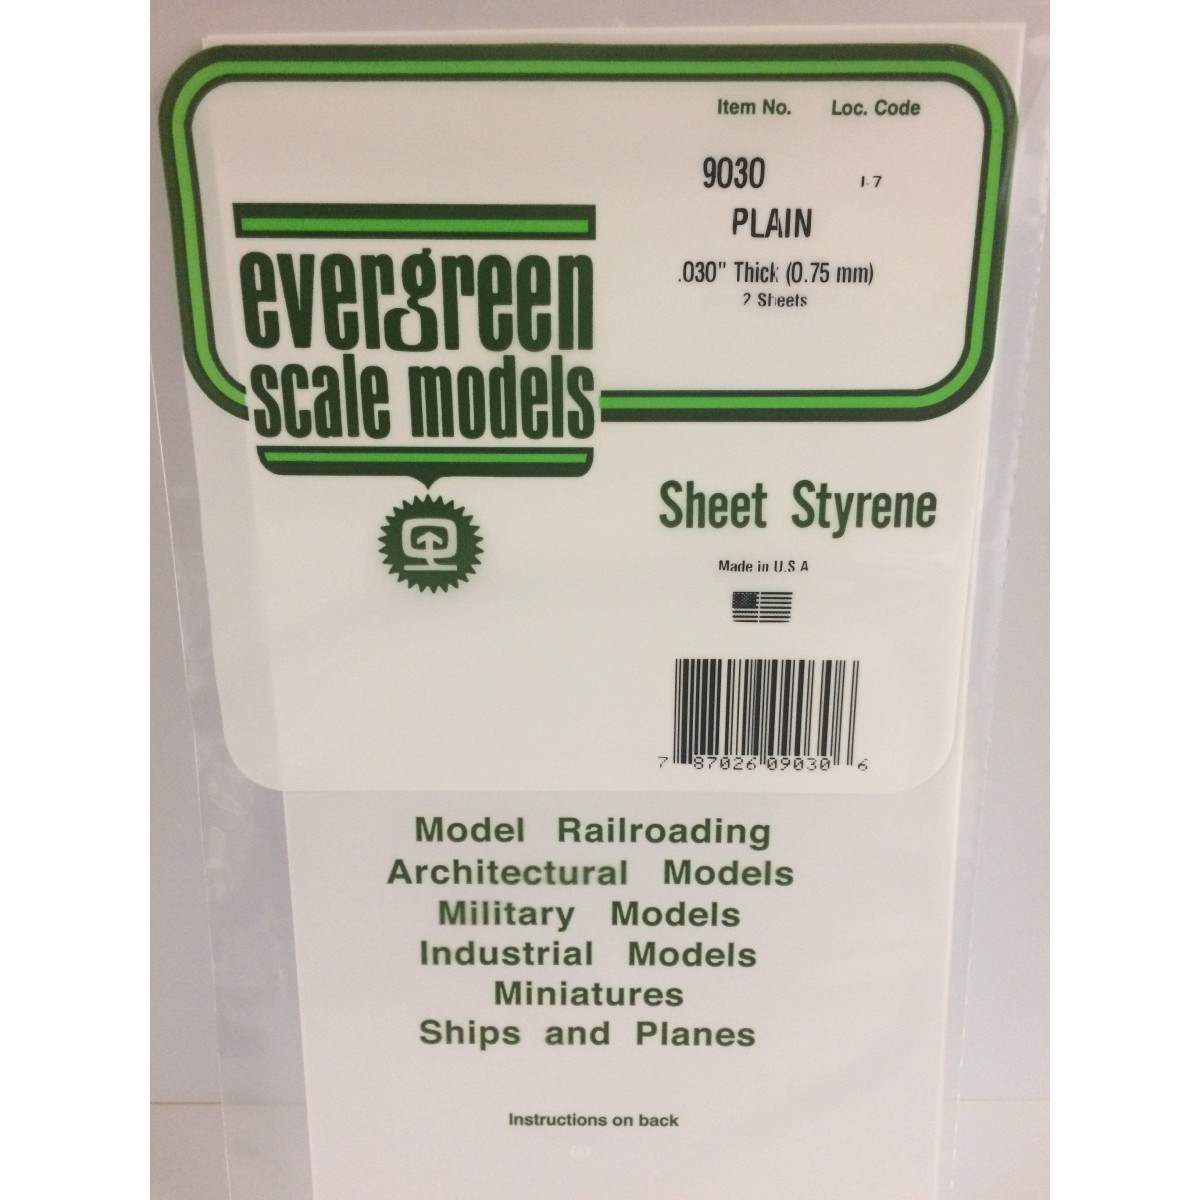 Item No. Loc. Code
9030 I-7
PLAIN
.030" Thick (0.75 mm)
2 Sheets
evergreen
scale models
Sheet Styrene
Made in U.S.A
7 87026 09030 6
Model Railroading
Architectural Models
Military Models
Industrial Models
Miniatures
Ships and Planes
Instructions on back